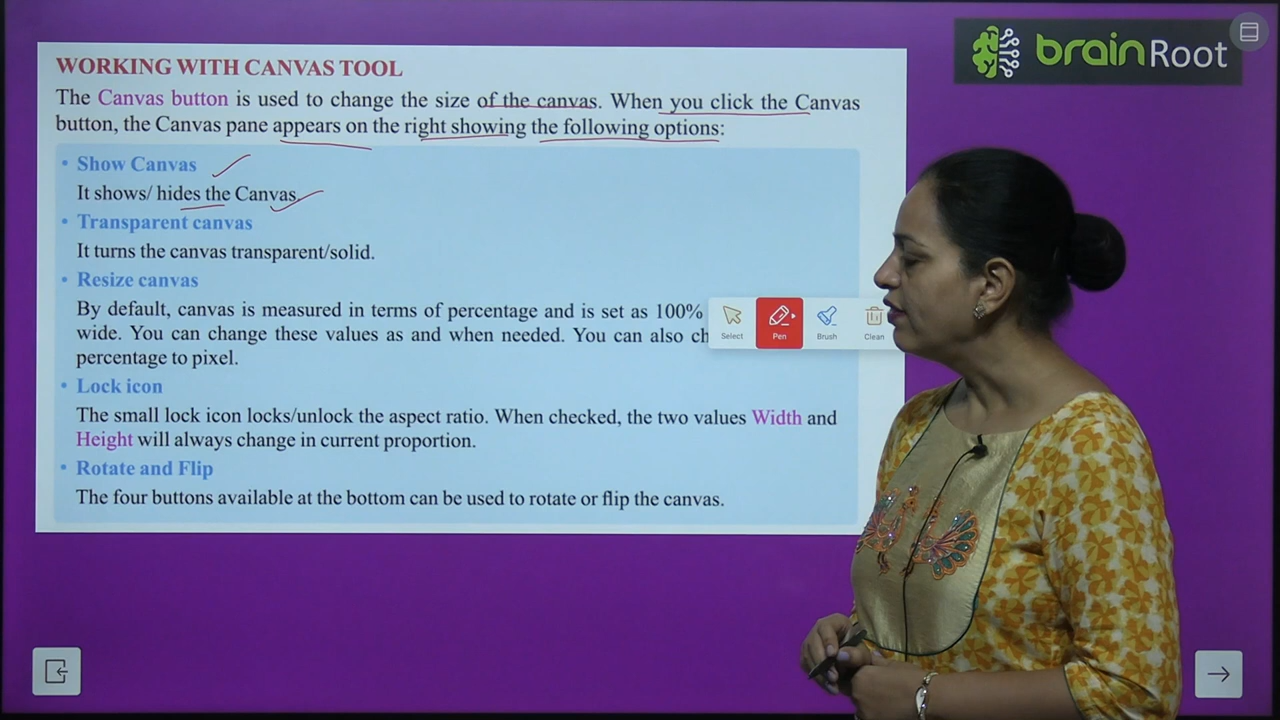 brainRoot
WORKING WITH CANVAS TOOL
The Canvas button is used to change the size of the canvas. When you click the Canvas
button, the Canvas pane appears on the right showing the following options:
• Show Canvas
It shows/ hides the Canvas.
• Transparent canvas
It turns the canvas transparent/solid.
• Resize canvas
By default, canvas is measured in terms of percentage and is set as 100%
wide. You can change these values as and when needed. You can also
percentage to pixel.
• Lock icon
The small lock icon locks/unlock the aspect ratio. When checked, the two values Width and
Height will always change in current proportion.
• Rotate and Flip
The four buttons available at the bottom can be used to rotate or flip the canvas.
Select Pen Brush Clean